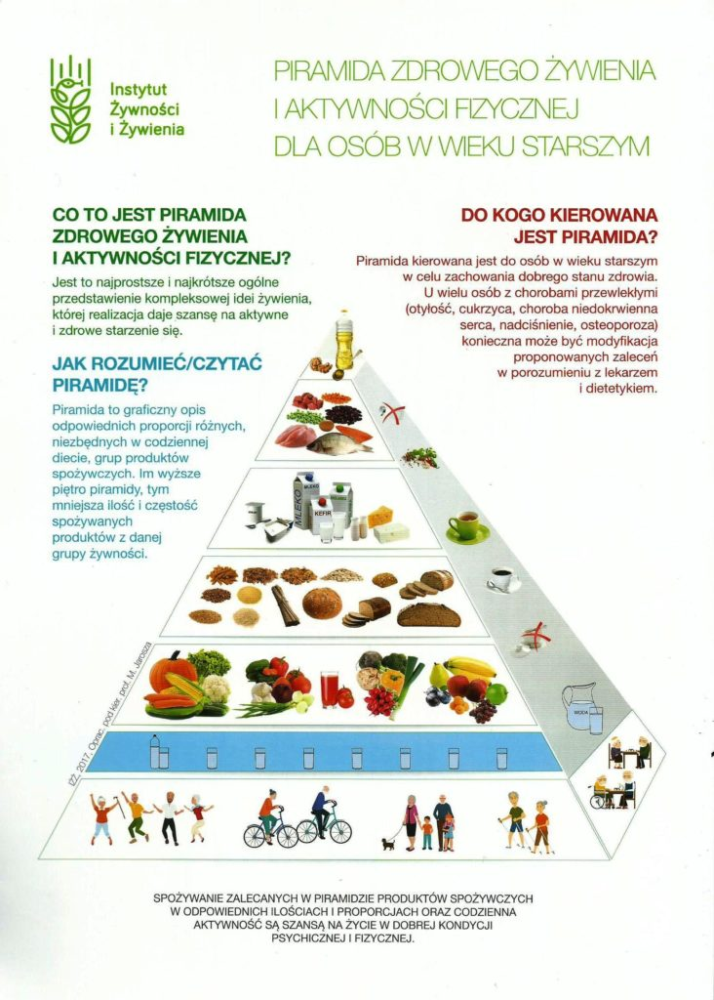 Instytut
Żywności
i Żywienia
PIRAMIDA ZDROWEGO ŻYWIENIA
I AKTYWNOŚCI FIZYCZNEJ
DLA OSÓB W WIEKU STARSZYM
CO TO JEST PIRAMIDA
ZDROWEGO ŻYWIENIA
I AKTYWNOŚCI FIZYCZNEJ?
Jest to najprostsze i najkrótsze ogólne
przedstawienie kompleksowej idei żywienia,
której realizacja daje szansę na aktywne
i zdrowe starzenie się.
DO KOGO KIEROWANA
JEST PIRAMIDA?
Piramida kierowana jest do osób w wieku starszym
w celu zachowania dobrego stanu zdrowia.
U wielu osób z chorobami przewlekłymi
(otyłość, cukrzyca, choroba niedokrwienna
serca, nadciśnienie, osteoporoza)
konieczna może być modyfikacja
proponowanych zaleceń
w porozumieniu z lekarzem
i dietetykiem.
JAK ROZUMIEĆ/CZYTAĆ
PIRAMIDĘ?
Piramida to graficzny opis
odpowiednich proporcji różnych,
niezbędnych w codziennej
diecie, grup produktów
spożywczych. Im wyższe
piętro piramidy, tym
mniejsza ilość i częstość
spożywanych
produktów z danej
grupy żywności.
MLEKO
MLEKO
KEFIR
WODA
IŻŻ, 2017. Oprac. pod kier. prof. M. Jarosza
SPOŻYWANIE ZALECANYCH W PIRAMIDZIE PRODUKTÓW SPOŻYWCZYCH
W ODPOWIEDNICH ILOŚCIACH I PROPORCJACH ORAZ CODZIENNA
AKTYWNOŚĆ SĄ SZANSĄ NA ŻYCIE W DOBREJ KONDYCJI
PSYCHICZNEJ I FIZYCZNEJ.